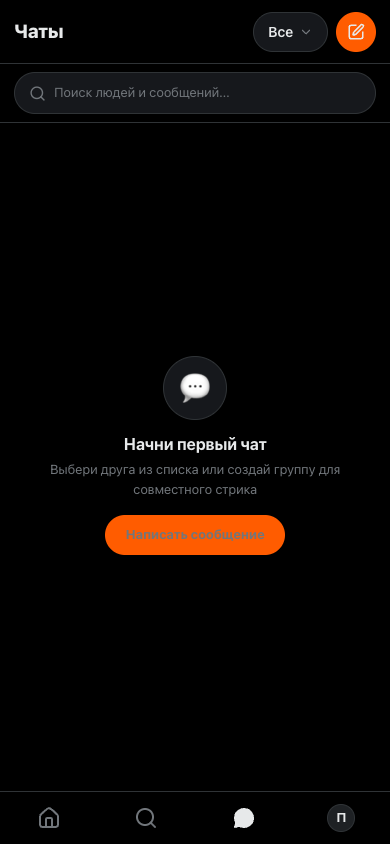 Чаты
Все
Поиск людей и сообщений...
Начни первый чат
Выбери друга из списка или создай группу для
совместного стрика
Написать сообщение
П